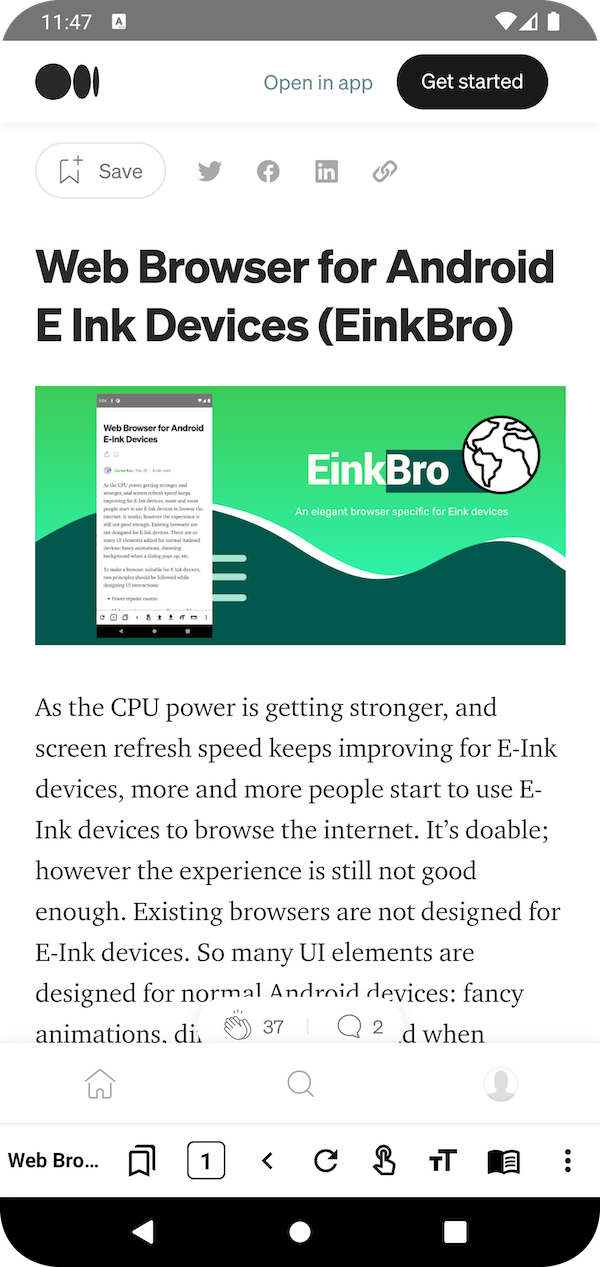 11:47
A
Open in app
Get started
Save
Web Browser for Android
E Ink Devices (EinkBro)
Web Browser for Android
E-Ink Devices
As the CPU power getting stronger and
stronger, and screen refresh speed keeps
improving for E-Ink devices, more and more
people start to use E-Ink devices to browse the
internet. It works; however the experience is
still not good enough. Existing browsers are
not designed for E-Ink devices. There are so
many UI elements added for normal Android
devices: fancy animations, dimming
background when a dialog pops up, etc.
To make a browser suitable for E-Ink devices,
two principles should be followed while
designing UI interactions:
• Fewer repaint counts
EinkBro
An elegant browser specific for Eink devices
As the CPU power is getting stronger, and
screen refresh speed keeps improving for E-Ink
devices, more and more people start to use E-
Ink devices to browse the internet. It’s doable;
however the experience is still not good
enough. Existing browsers are not designed for
E-Ink devices. So many UI elements are
designed for normal Android devices: fancy
animations, di
d when
37
2
Web Bro...
1
TT